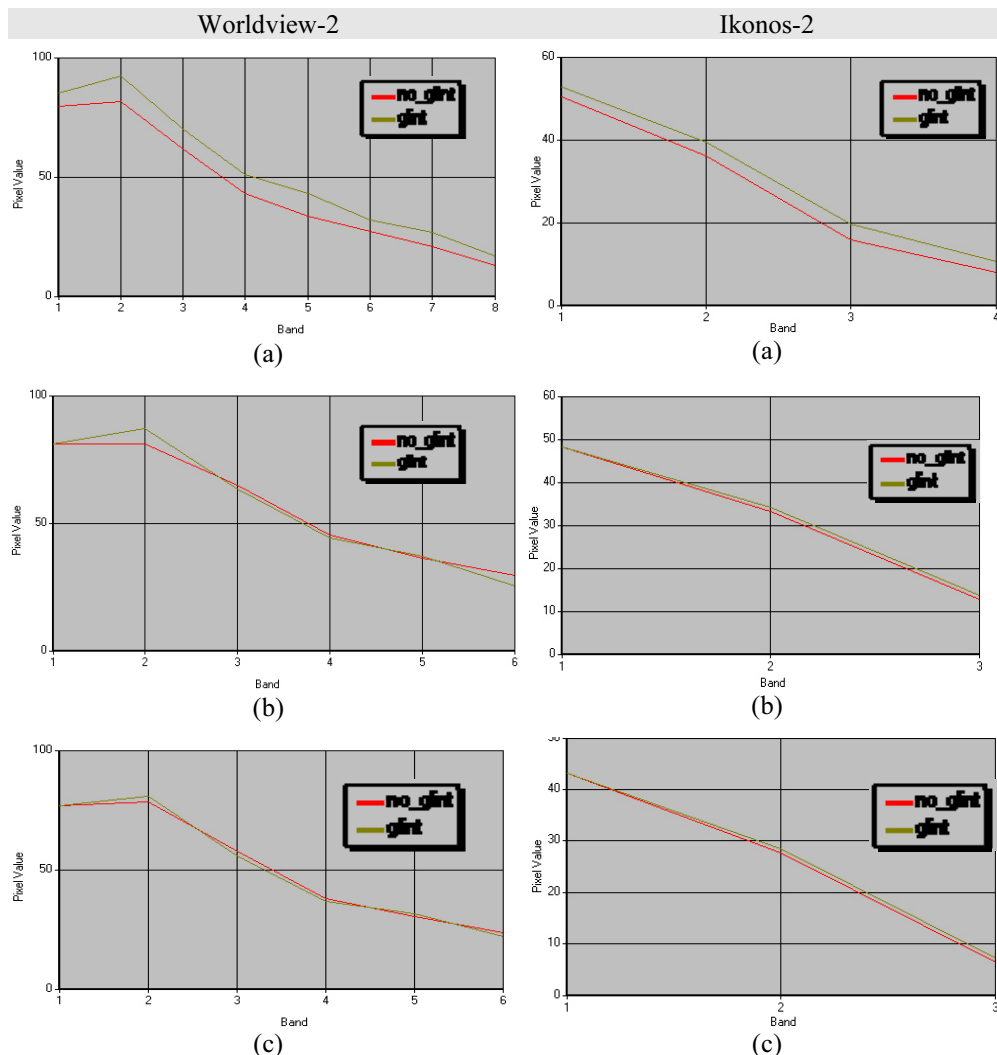 Worldview-2
Ikonos-2
100
50
0
Pixel Value
no_glint
glint
1 2 3 4 5 6 7 8
Band
(a)
60
40
20
0
Pixel Value
no_glint
glint
1 2 3 4
Band
(a)
100
50
0
Pixel Value
no_glint
glint
1 2 3 4 5 6
Band
(b)
60
50
40
30
20
10
0
Pixel Value
no_glint
glint
1 2 3
Band
(b)
100
50
0
Pixel Value
no_glint
glint
1 2 3 4 5 6
Band
(c)
50
40
30
20
10
0
Pixel Value
no_glint
glint
1 2 3
Band
(c)